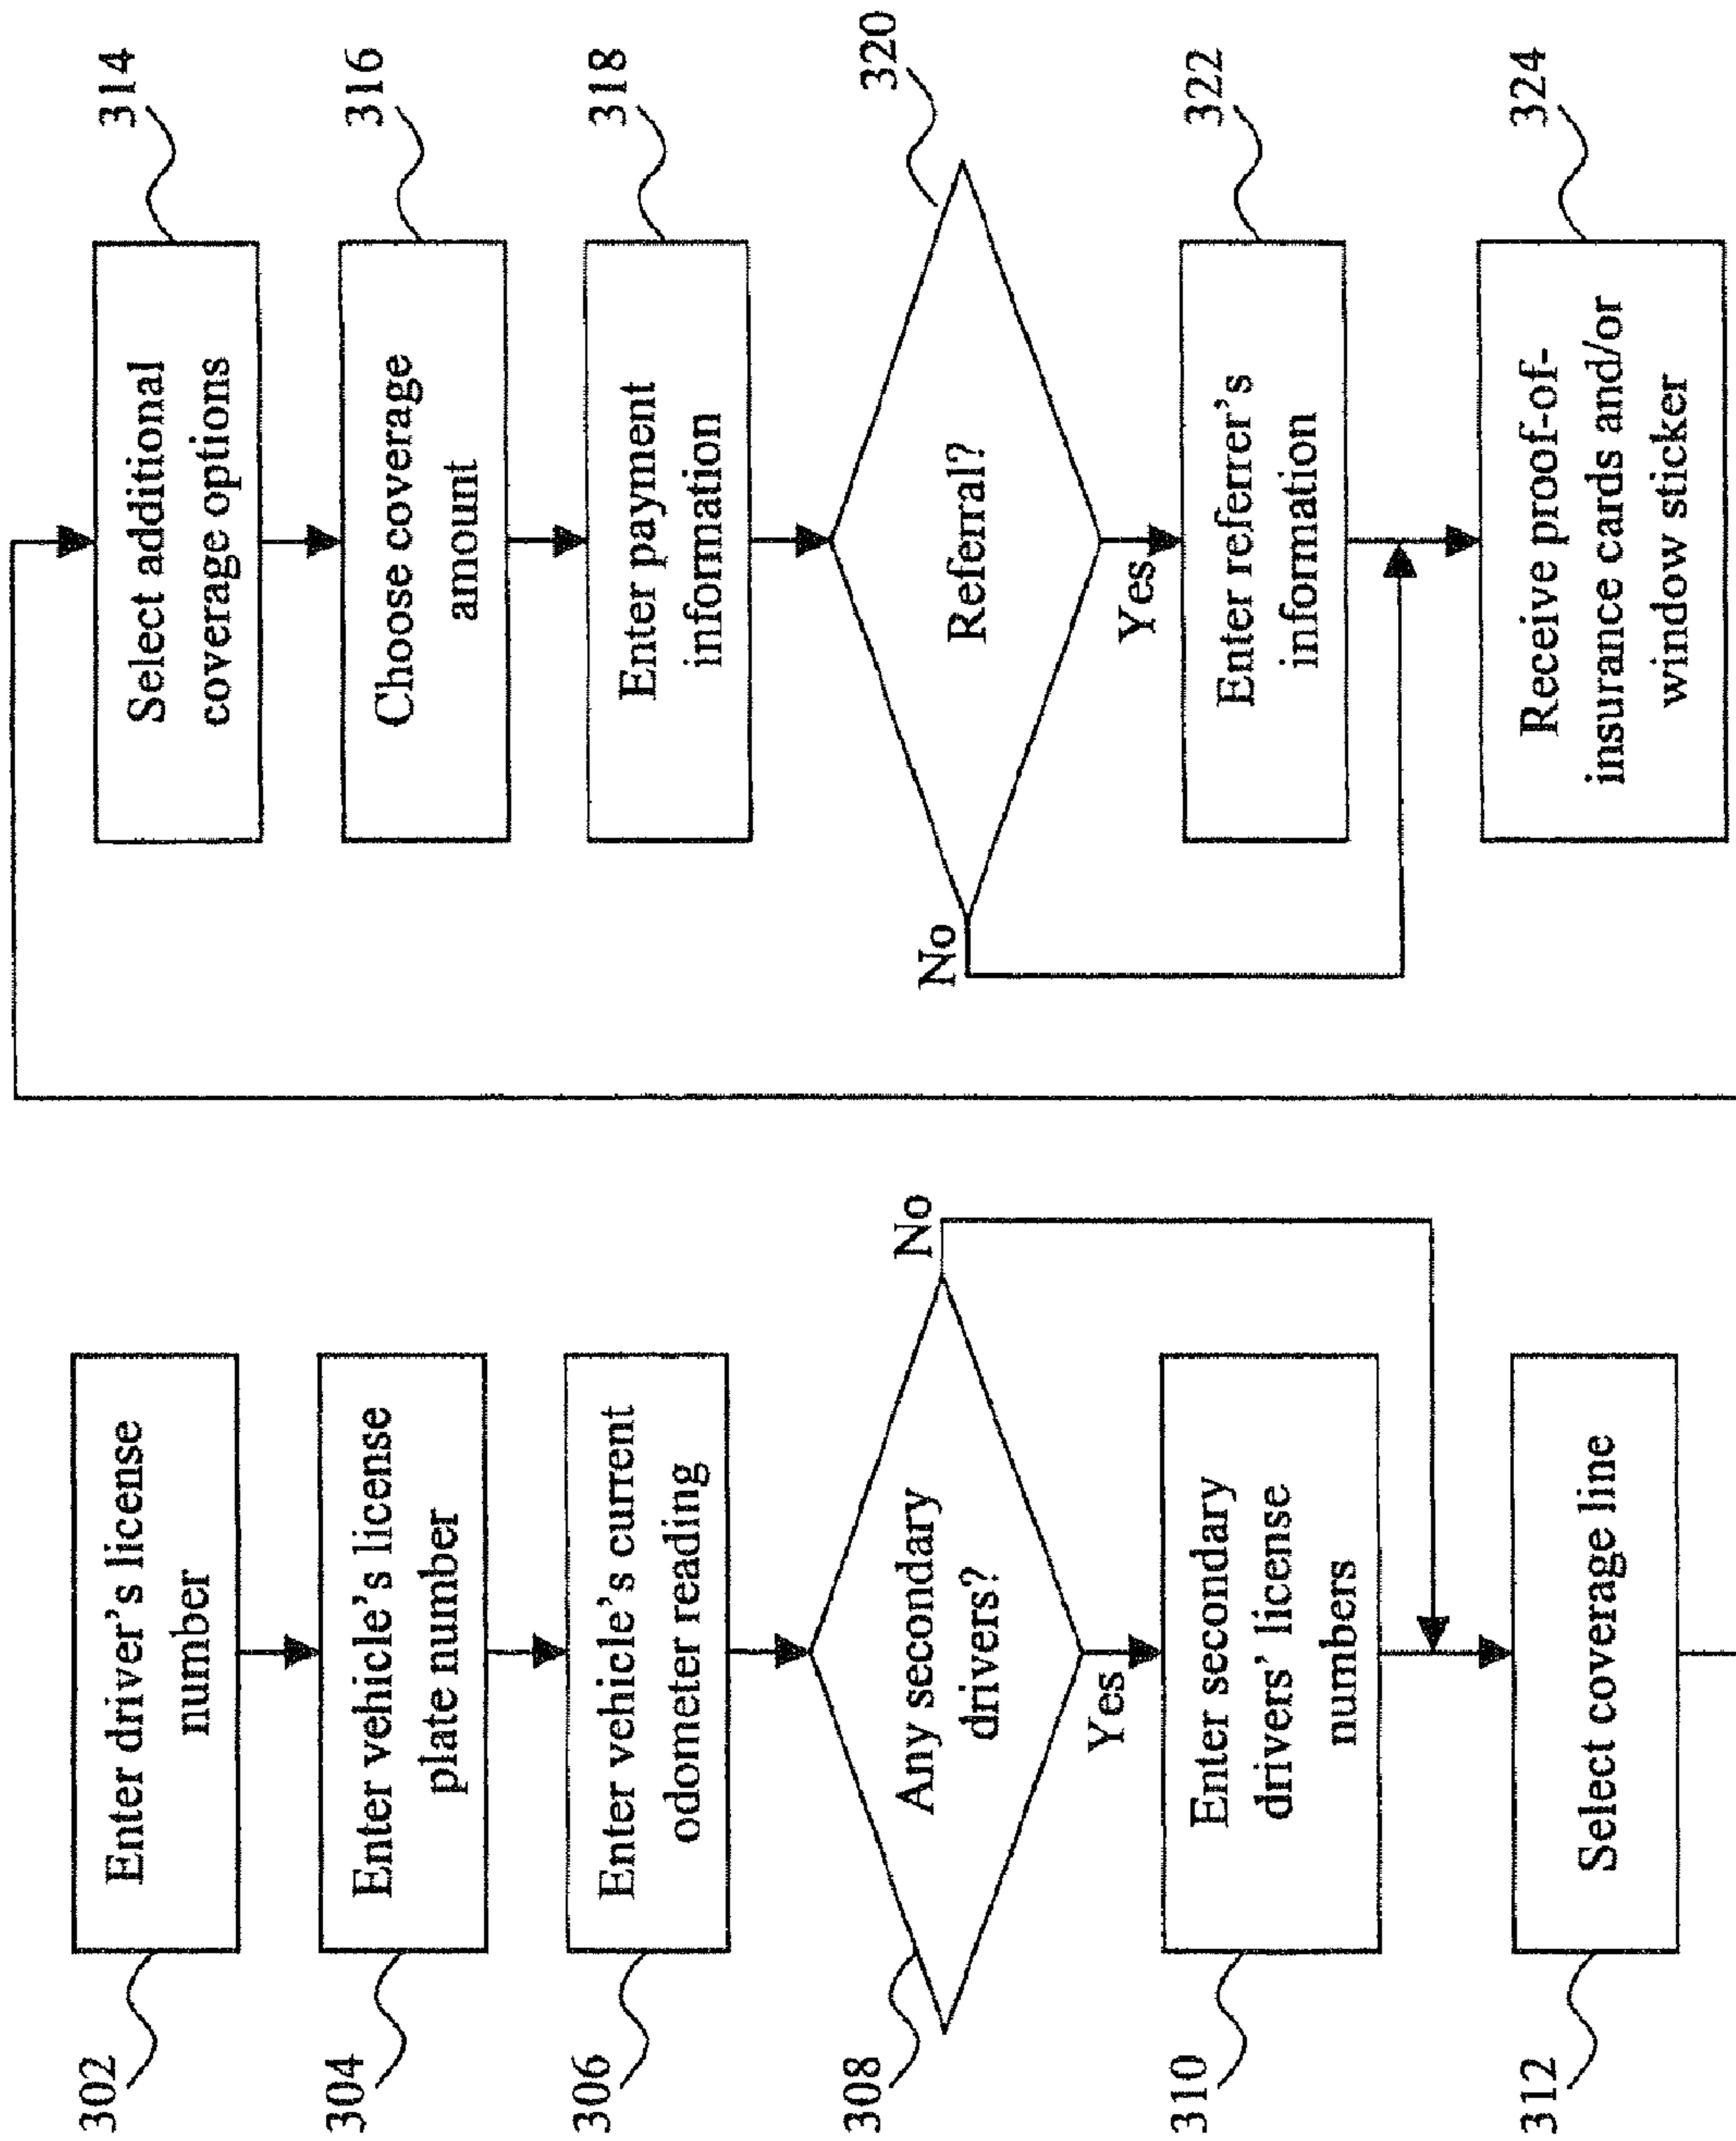 302
Enter driver's license
number
304
Enter vehicle's license
plate number
306
Enter vehicle's current
odometer reading
308
Any secondary
drivers?
No
Yes
310
Enter secondary
drivers' license
numbers
312
Select coverage line
314
Select additional
coverage options
316
Choose coverage
amount
318
Enter payment
information
320
Referral?
No
Yes
322
Enter referrer's
information
324
Receive proof-of-
insurance cards and/or
window sticker